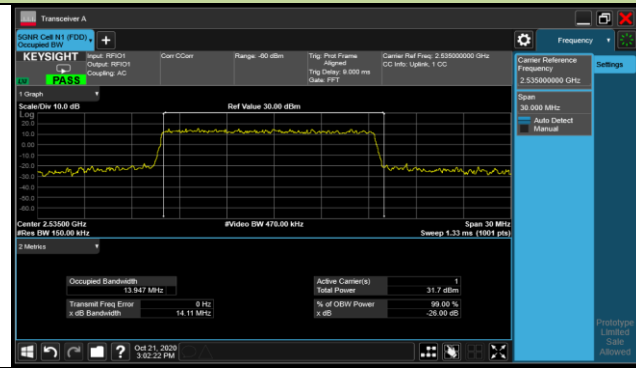 Transceiver A
5GNR Cell N1 (FDD)
Occupied BW
Frequency
KEYSIGHT
PASS
Input: RFIO1
Output: RFIO1
Coupling: AC
Corr CCorr
Range: -60 dBm
Trig: Prot Frame
Aligned
Trig Delay: 9.000 ms
Gate: FFT
Carrier Ref Freq: 2.535000000 GHz
CC Info: Uplink, 1 CC
Carrier Reference
Frequency
2.535000000 GHz
Settings
Span
30.000 MHz
Auto Detect
Manual
1 Graph
Scale/Div 10.0 dB
Ref Value 30.00 dBm
Log
20.0
10.0
0.00
-10.0
-20.0
-30.0
-40.0
-50.0
-60.0
Center 2.53500 GHz
#Video BW 470.00 kHz
Span 30 MHz
#Res BW 150.00 kHz
Sweep 1.33 ms (1001 pts)
2 Metrics
Occupied Bandwidth
13.947 MHz
Active Carrier(s) 1
Total Power 31.7 dBm
Transmit Freq Error 0 Hz
x dB Bandwidth 14.11 MHz
% of OBW Power 99.00 %
x dB -26.00 dB
Prototype
Limited
Sale
Allowed
Oct 21, 2020
3:02:22 PM